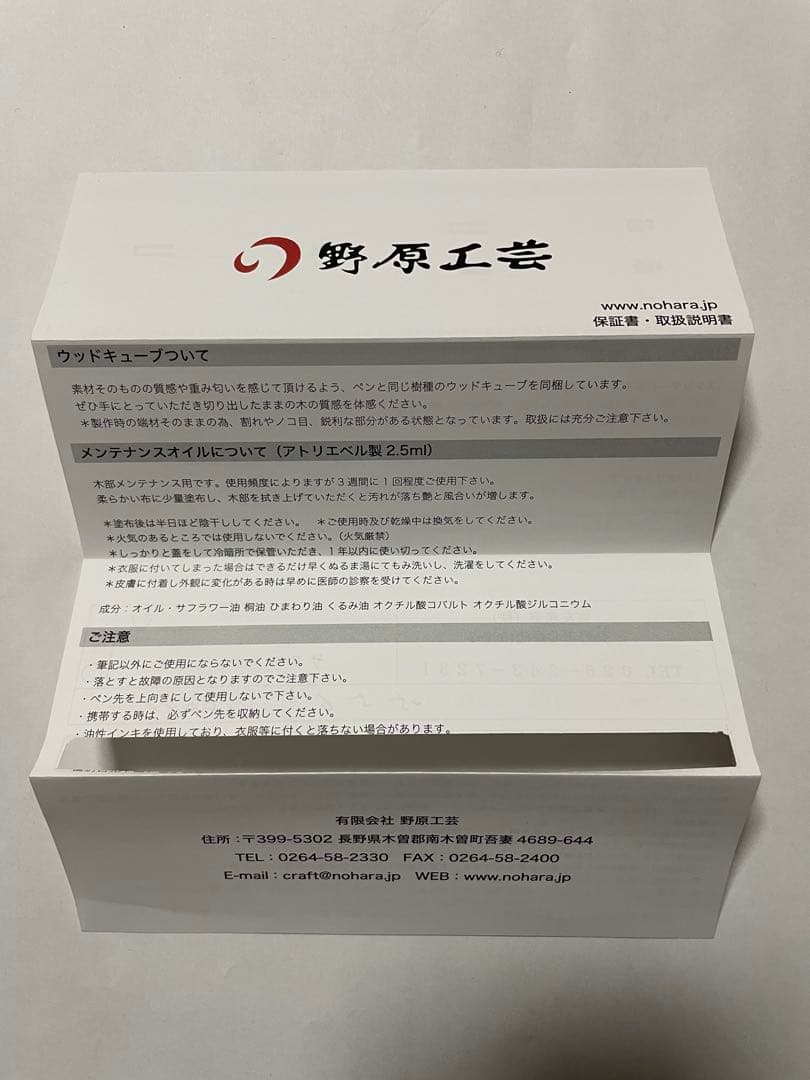 野原工芸
www.nohara.jp
保証書・取扱説明書
ウッドキューブついて
素材そのものの質感や重み匂いを感じて頂けるよう、ペンと同じ樹種のウッドキューブを同梱しています。
ぜひ手にとっていただき切り出したままの木の質感を体感ください。
＊製作時の端材そのままの為、割れやノコ目、鋭利な部分がある状態となっています。取扱には充分ご注意下さい。
メンテナンスオイルについて（アトリエベル製 2.5ml）
木部メンテナンス用です。使用頻度によりますが３週間に１回程度ご使用下さい。
柔らかい布に少量塗布し、木部を拭き上げていただくと汚れが落ち艶と風合いが増します。
＊塗布後は半日ほど陰干ししてください。　＊ご使用時及び乾燥中は換気をしてください。
＊火気のあるところでは使用しないでください。（火気厳禁）
＊しっかりと蓋をして冷暗所で保管いただき、１年以内に使い切ってください。
＊衣服に付いてしまった場合はできるだけ早くぬるま湯にてもみ洗いし、洗濯をしてください。
＊皮膚に付着し外観に変化がある時は早めに医師の診察を受けてください。
成分：オイル・サフラワー油 桐油 ひまわり油 くるみ油 オクチル酸コバルト オクチル酸ジルコニウム
ご注意
・筆記以外にご使用にならないでください。
・落とすと故障の原因となりますのでご注意下さい。
・ペン先を上向きにして使用しないで下さい。
・携帯する時は、必ずペン先を収納してください。
・油性インキを使用しており、衣服等に付くと落ちない場合があります。
有限会社 野原工芸
住所：〒399-5302 長野県木曽郡南木曽町吾妻 4689-644
TEL：0264-58-2330　FAX：0264-58-2400
E-mail：craft@nohara.jp　WEB：www.nohara.jp